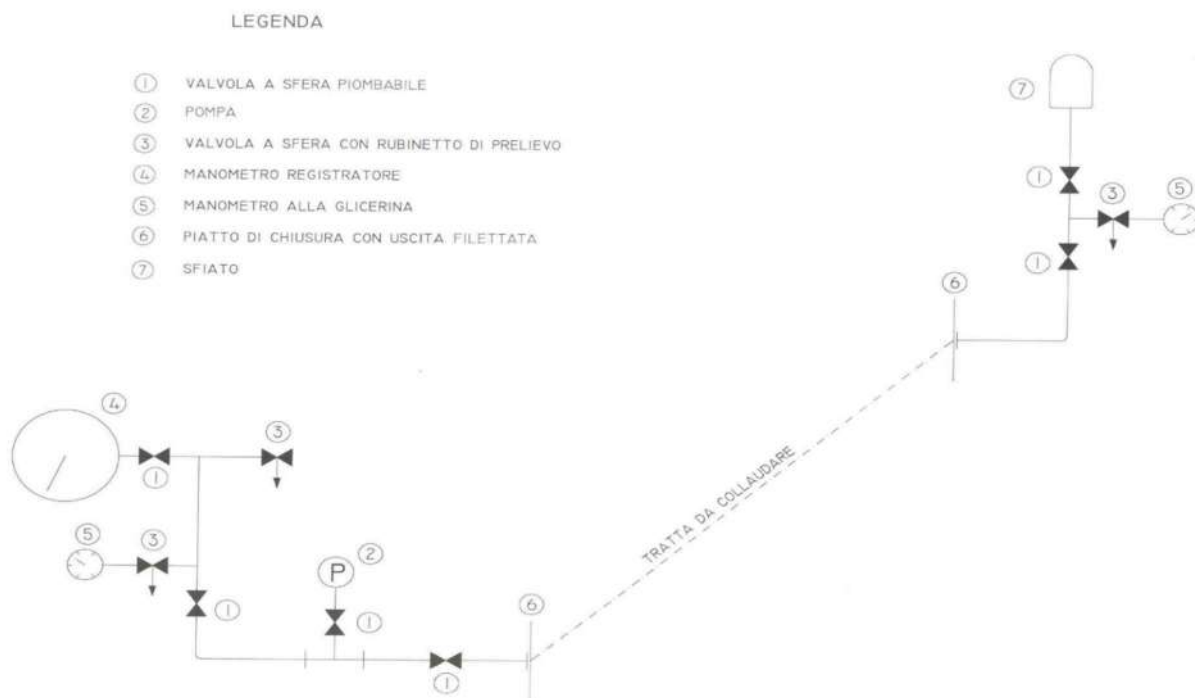 LEGENDA
1 VALVOLA A SFERA PIOMBABILE
2 POMPA
3 VALVOLA A SFERA CON RUBINETTO DI PRELIEVO
4 MANOMETRO REGISTRATORE
5 MANOMETRO ALLA GLICERINA
6 PIATTO DI CHIUSURA CON USCITA FILETTATA
7 SFIATO
7
1
3
5
1
6
4
3
1
TRATTA DA COLLAUDARE
5
3
2
P
1
1
6
1